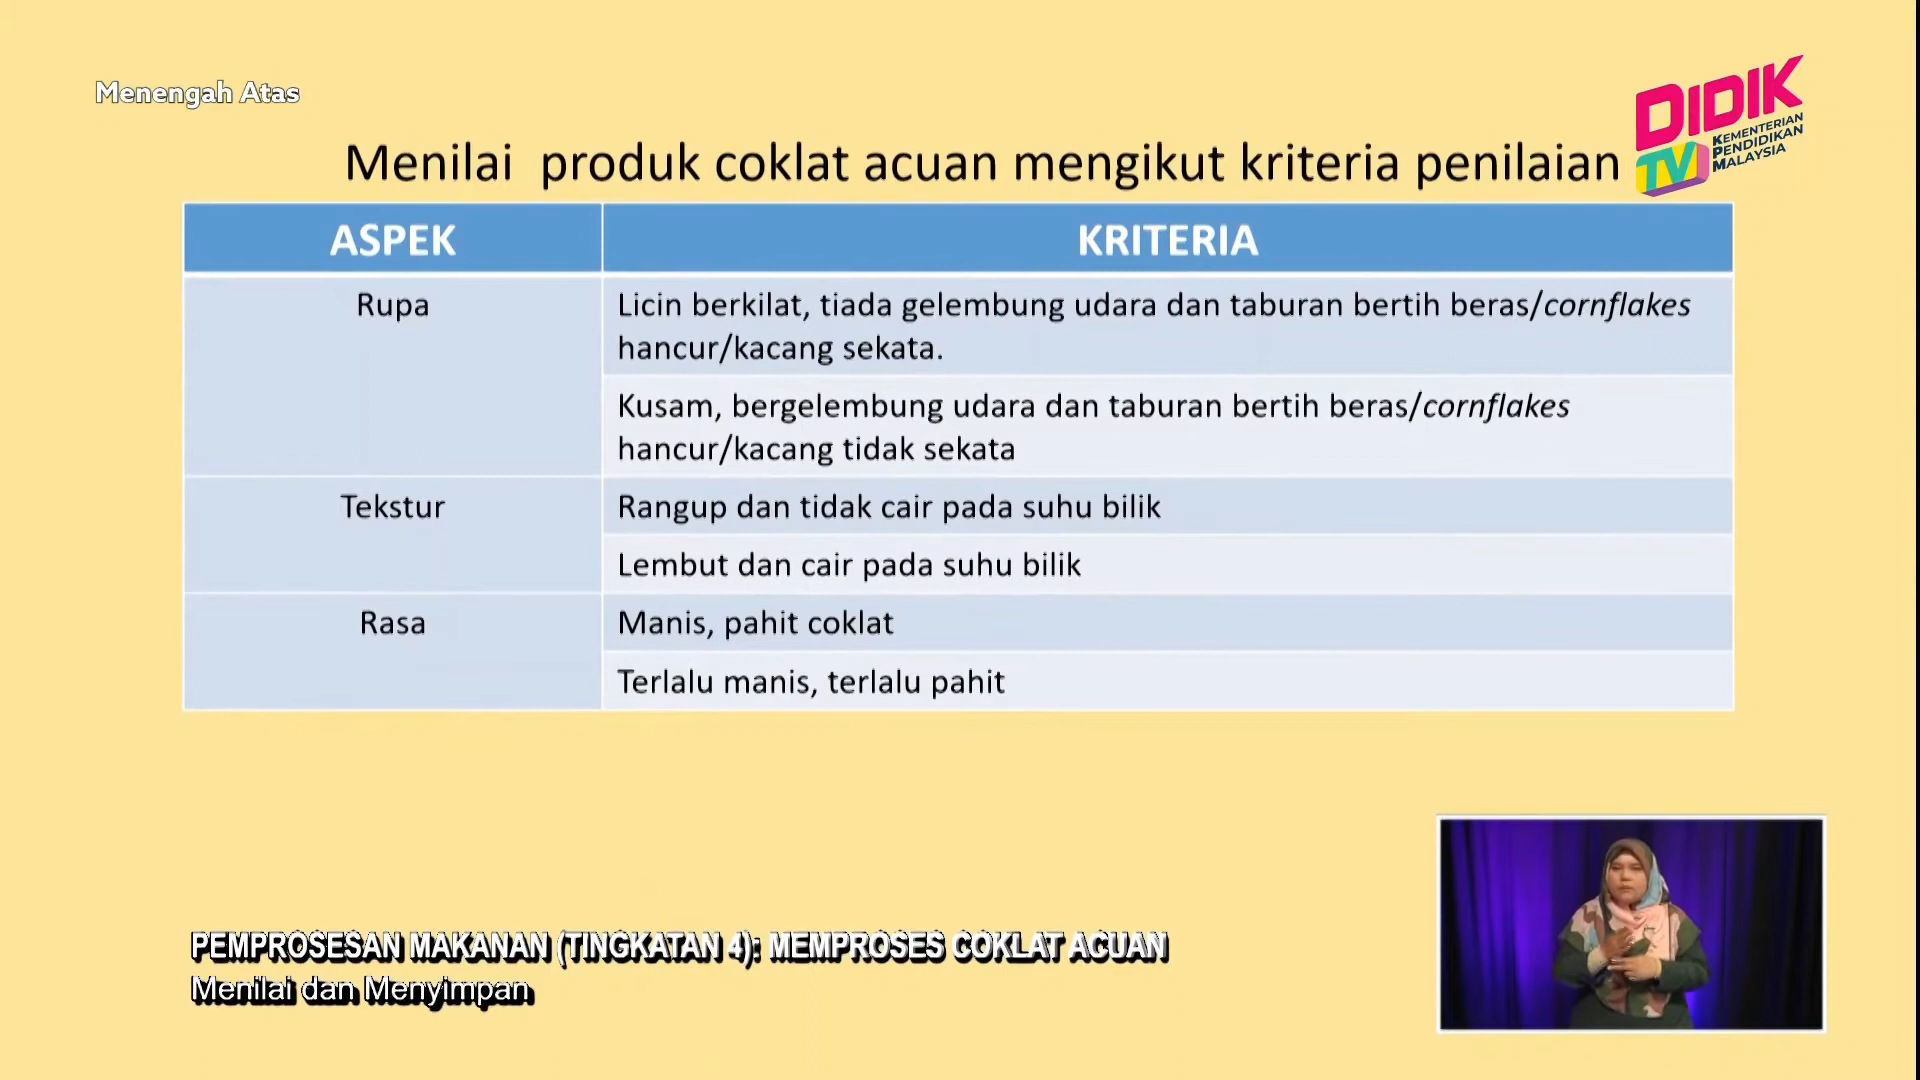 Menengah Atas
DIDIK
TV
KEMENTERIAN
PENDIDIKAN
MALAYSIA
Menilai produk coklat acuan mengikut kriteria penilaian
ASPEK KRITERIA
Rupa Licin berkilat, tiada gelembung udara dan taburan bertih beras/cornflakes
hancur/kacang sekata.
Kusam, bergelembung udara dan taburan bertih beras/cornflakes
hancur/kacang tidak sekata
Tekstur Rangup dan tidak cair pada suhu bilik
Lembut dan cair pada suhu bilik
Rasa Manis, pahit coklat
Terlalu manis, terlalu pahit
PEMPROSESAN MAKANAN (TINGKATAN 4): MEMPROSES COKLAT ACUAN
Menilai dan Menyimpan